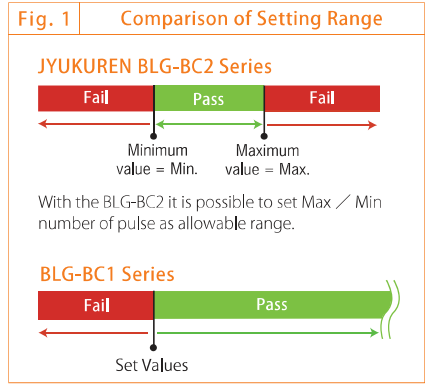 Fig. 1 Comparison of Setting Range
JYUKUREN BLG-BC2 Series
Fail Pass Fail
Minimum Maximum
value = Min. value = Max.
With the BLG-BC2 it is possible to set Max ／ Min
number of pulse as allowable range.
BLG-BC1 Series
Fail Pass
Set Values